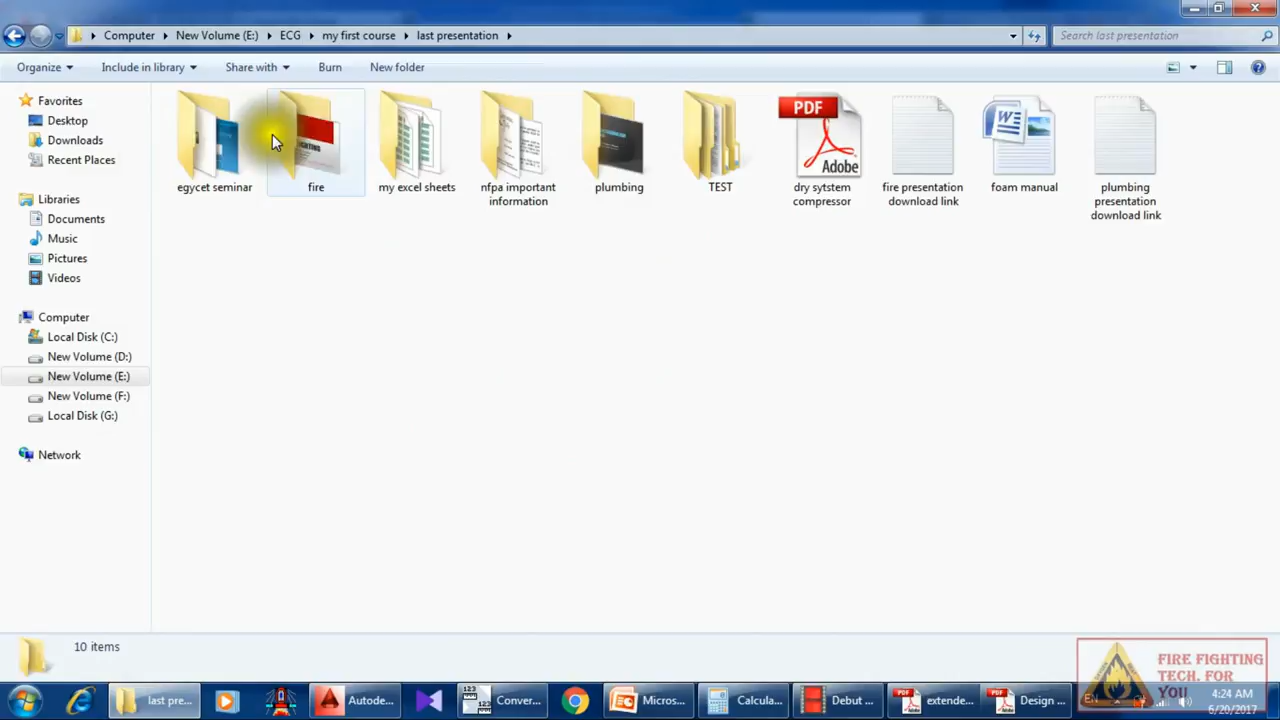 Computer New Volume (E:) ECG my first course last presentation
Search last presentation
Organize Include in library Share with Burn New folder
Favorites
Desktop
Downloads
Recent Places
Libraries
Documents
Music
Pictures
Videos
Computer
Local Disk (C:)
New Volume (D:)
New Volume (E:)
New Volume (F:)
Local Disk (G:)
Network
egycet seminar
fire
my excel sheets
nfpa important
information
plumbing
TEST
PDF
Adobe
dry sytstem
compressor
fire presentation
download link
W
foam manual
plumbing
presentation
download link
10 items
FIRE FIGHTING
TECH. FOR
YOU
last pre...
Autode...
123
Conver...
Micros...
Calcula...
Debut ...
PDF
extende...
PDF
Design ...
EN
4:24 AM
6/20/2017